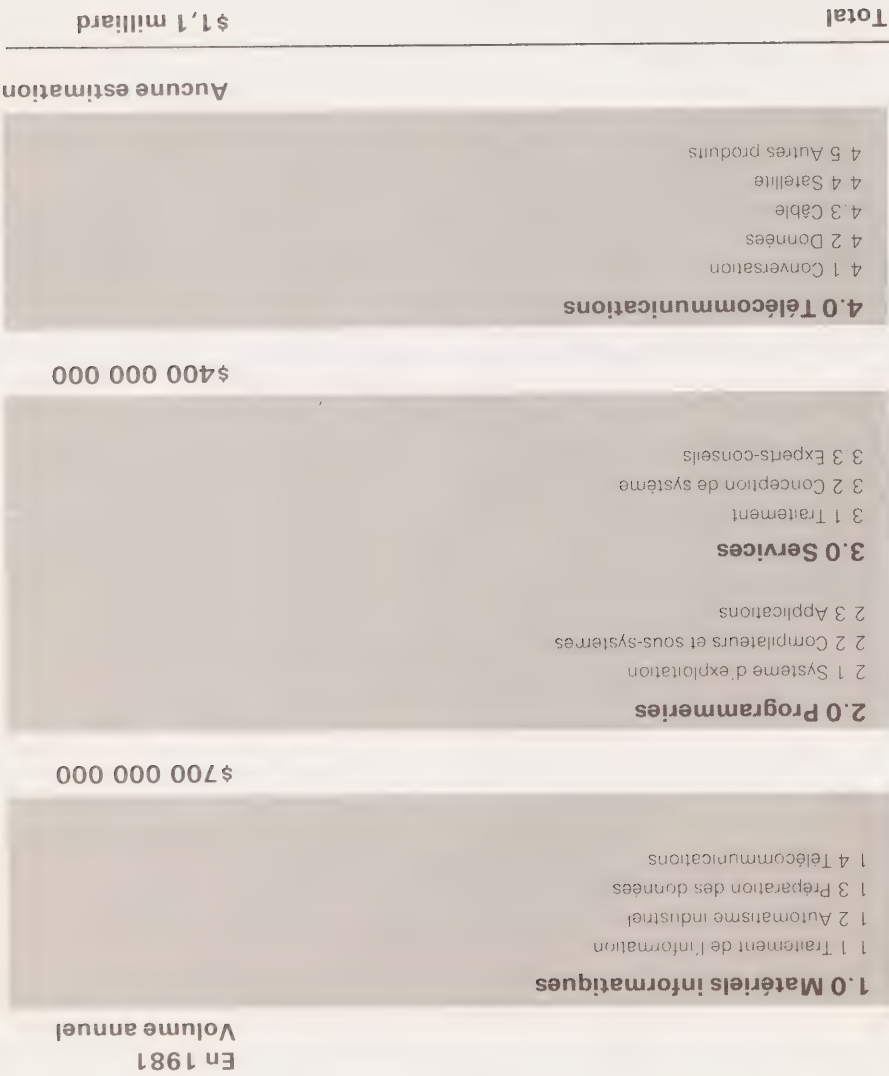 En 1981
Volume annuel
1.0 Matériels informatiques
1 1 Traitement de l'information
1 2 Automatisme industriel
1 3 Préparation des données
1 4 Télécommunications
$700 000 000
2.0 Programmeries
2 1 Système d'exploitation
2 2 Compilateurs et sous-systèmes
2 3 Applications
3.0 Services
3 1 Traitement
3 2 Conception de système
3 3 Experts-conseils
$400 000 000
4.0 Télécommunications
4 1 Conversation
4 2 Données
4.3 Câble
4 4 Satellite
4 5 Autres produits
Aucune estimation
Total $1,1 milliard